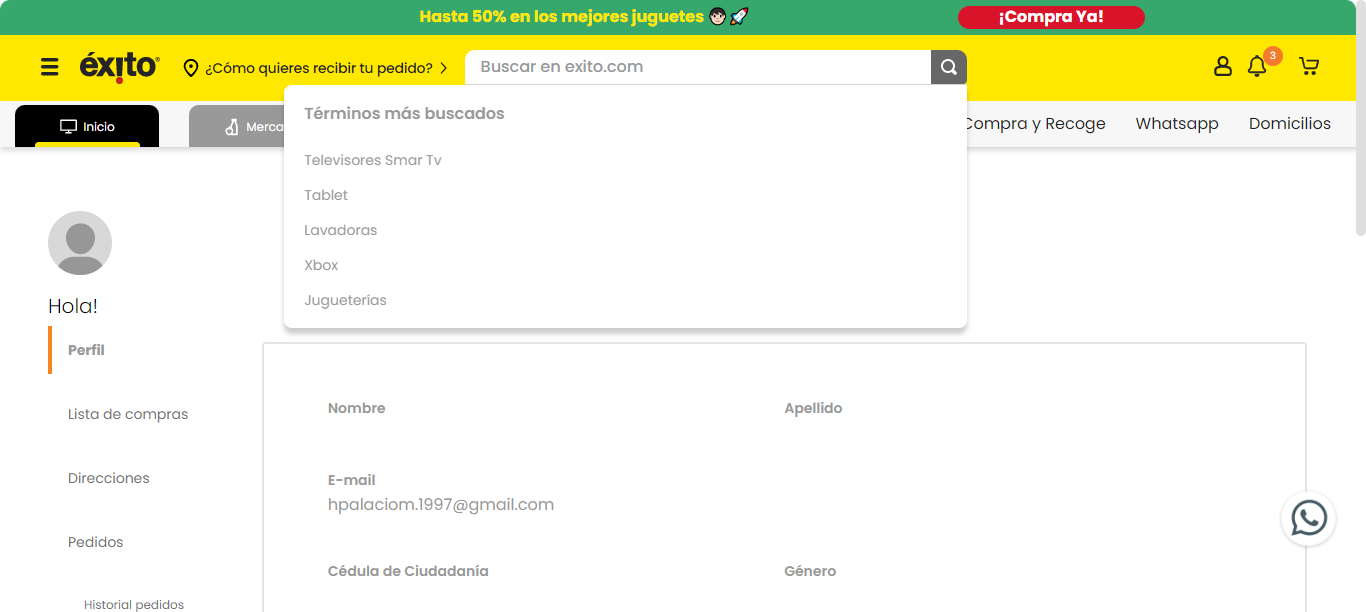 Hasta 50% en los mejores juguetes
¡Compra Ya!
éxito
¿Cómo quieres recibir tu pedido?
Buscar en exito.com
3
Inicio
Merca
Compra y Recoge
Whatsapp
Domicilios
Términos más buscados
Televisores Smar Tv
Tablet
Lavadoras
Xbox
Jugueterías
Hola!
Perfil
Lista de compras
Direcciones
Pedidos
Historial pedidos
Nombre
Apellido
E-mail
hpalaciom.1997@gmail.com
Cédula de Ciudadanía
Género